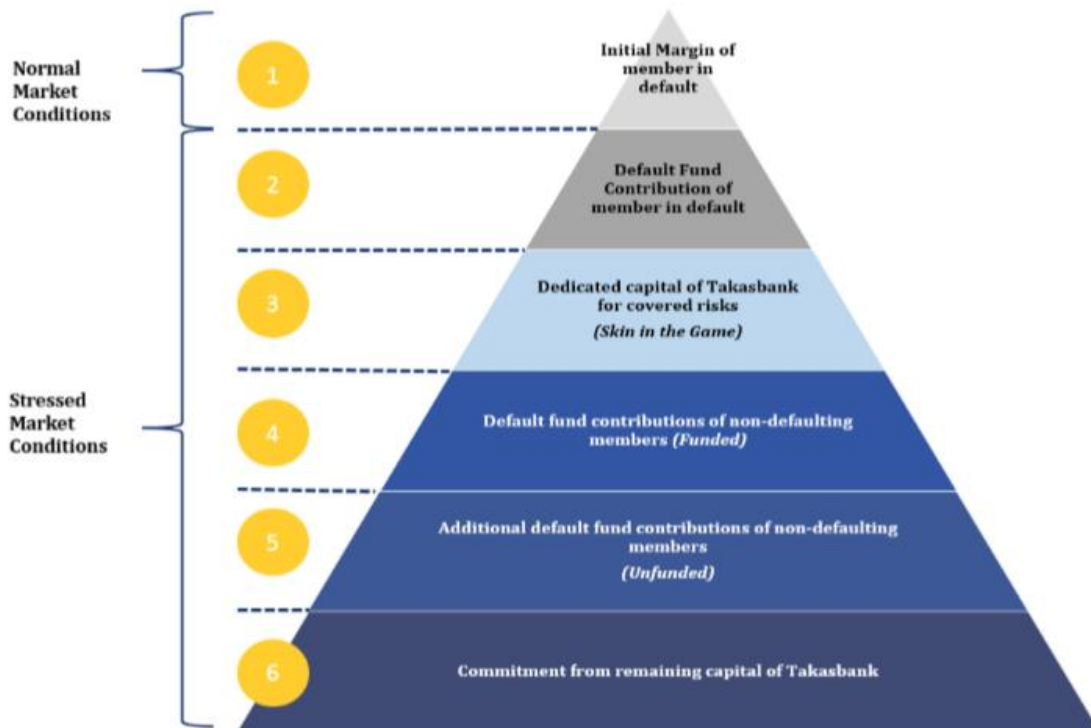 Normal
Market
Conditions
1
Initial Margin of
member in
default
2
Default Fund
Contribution of
member in default
3
Dedicated capital of Takasbank
for covered risks
(Skin in the Game)
Stressed
Market
Conditions
4
Default fund contributions of non-defaulting
members (Funded)
5
Additional default fund contributions of non-defaulting
members
(Unfunded)
6
Commitment from remaining capital of Takasbank